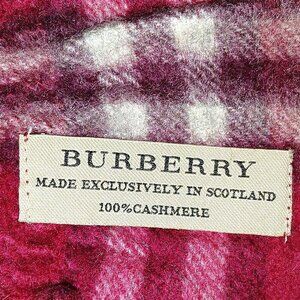 BURBERRY
MADE EXCLUSIVELY IN SCOTLAND
100%CASHMERE